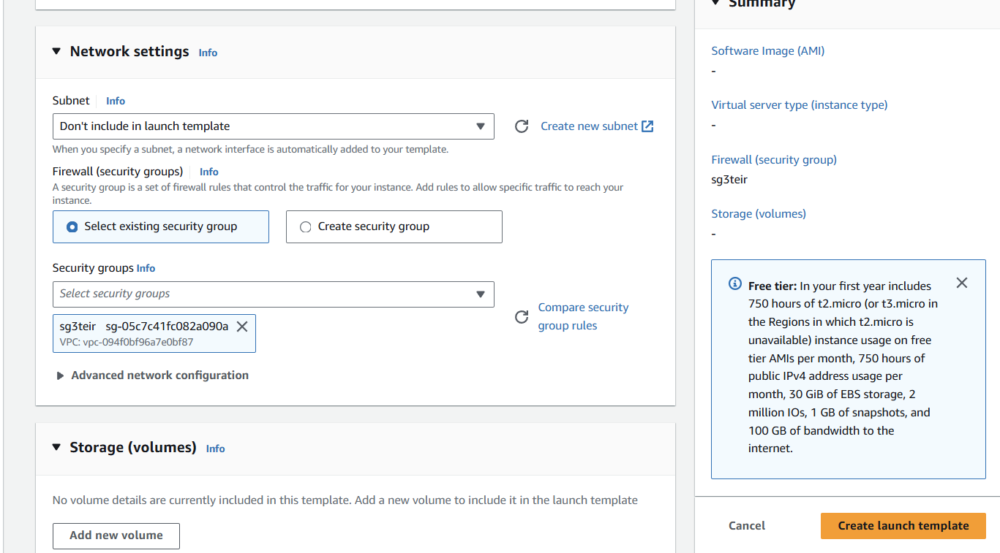 Network settings Info
Subnet Info
Don't include in launch template
Create new subnet
When you specify a subnet, a network interface is automatically added to your template.
Firewall (security groups) Info
A security group is a set of firewall rules that control the traffic for your instance. Add rules to allow specific traffic to reach your
instance.
Select existing security group
Create security group
Security groups Info
Select security groups
sg3teir sg-05c7c41fc082a090a
VPC: vpc-094f0bf96a7e0bf87
Compare security
group rules
Advanced network configuration
Storage (volumes) Info
No volume details are currently included in this template. Add a new volume to include it in the launch template
Add new volume
Summary
Software Image (AMI)
-
Virtual server type (instance type)
-
Firewall (security group)
sg3teir
Storage (volumes)
-
Free tier: In your first year includes
750 hours of t2.micro (or t3.micro in
the Regions in which t2.micro is
unavailable) instance usage on free
tier AMIs per month, 750 hours of
public IPv4 address usage per
month, 30 GiB of EBS storage, 2
million IOs, 1 GB of snapshots, and
100 GB of bandwidth to the
internet.
Cancel
Create launch template